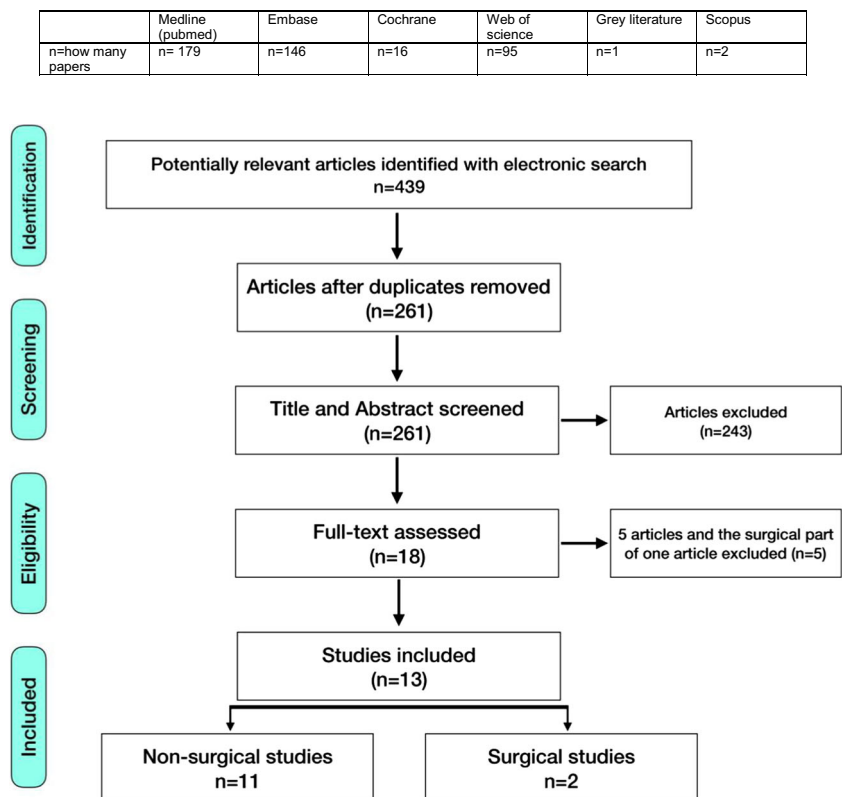 Medline (pubmed)
Embase
Cochrane
Web of science
Grey literature
Scopus
n=how many papers
n= 179
n=146
n=16
n=95
n=1
n=2
Identification
Potentially relevant articles identified with electronic search
n=439
Articles after duplicates removed
(n=261)
Screening
Title and Abstract screened
(n=261)
Articles excluded
(n=243)
Eligibility
Full-text assessed
(n=18)
5 articles and the surgical part
of one article excluded (n=5)
Included
Studies included
(n=13)
Non-surgical studies
n=11
Surgical studies
n=2